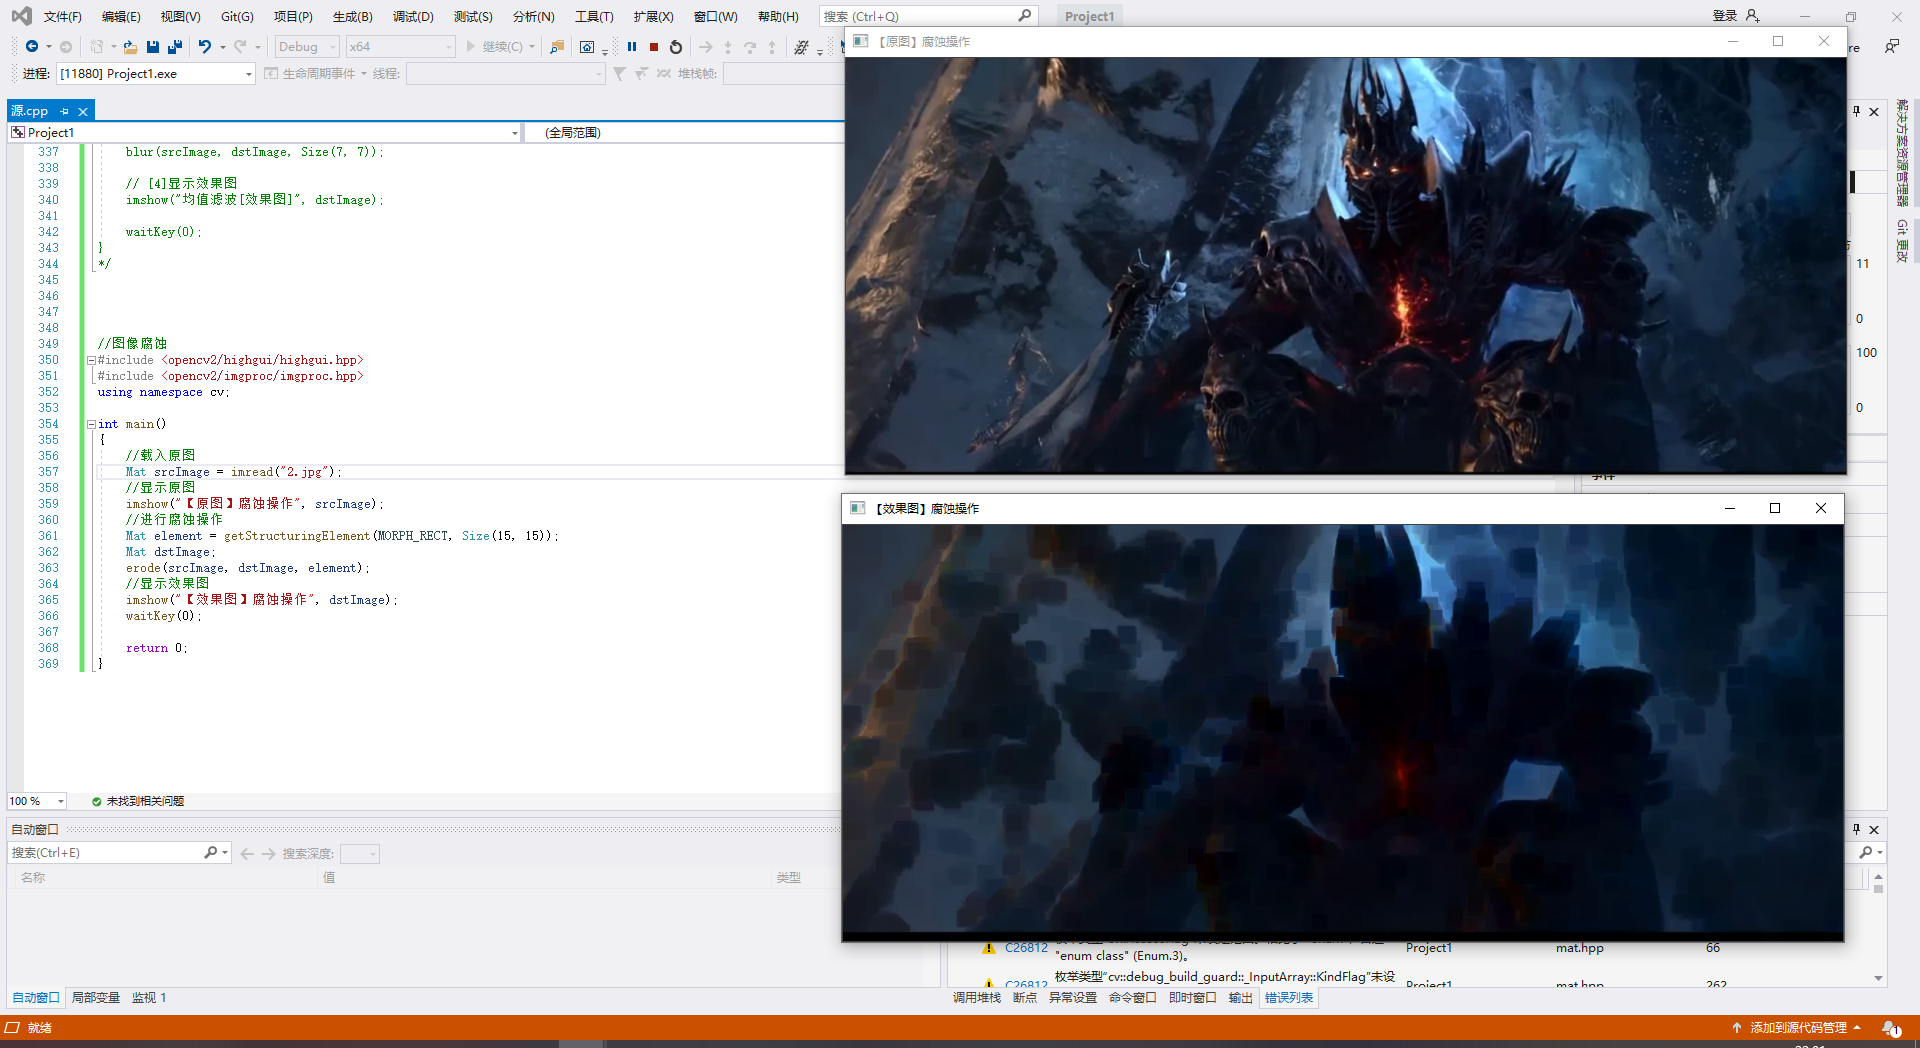 文件(F) 编辑(E) 视图(V) Git(G) 项目(P) 生成(B) 调试(D) 测试(S) 分析(N) 工具(T) 扩展(X) 窗口(W) 帮助(H) 搜索 (Ctrl+Q) Project1 登录
Debug x64 继续(C) re
进程: [11880] Project1.exe 生命周期事件 线程: 堆栈帧:
【原图】腐蚀操作
源.cpp
Project1 (全局范围)
337 blur(srcImage, dstImage, Size(7, 7));
338
339 // [4]显示效果图
340 imshow("均值滤波[效果图]", dstImage);
341
342 waitKey(0);
343 }
344 */
345
346
347
348
349 //图像腐蚀
350 #include <opencv2/highgui/highgui.hpp>
351 #include <opencv2/imgproc/imgproc.hpp>
352 using namespace cv;
353
354 int main()
355 {
356 //载入原图
357 Mat srcImage = imread("2.jpg");
358 //显示原图
359 imshow("【原图】腐蚀操作", srcImage);
360 //进行腐蚀操作
361 Mat element = getStructuringElement(MORPH_RECT, Size(15, 15));
362 Mat dstImage;
363 erode(srcImage, dstImage, element);
364 //显示效果图
365 imshow("【效果图】腐蚀操作", dstImage);
366 waitKey(0);
367
368 return 0;
369 }
解决方案资源管理器
Git 更改
11
0
100
0
事件
【效果图】腐蚀操作
100 % 未找到相关问题
自动窗口
搜索(Ctrl+E) 搜索深度:
名称 值 类型
C26812 "enum class" (Enum.3)。 Project1 mat.hpp 66
C26812 枚举类型"cv::debug_build_guard::_InputArray::KindFlag"未设 Project1 mat.hpp 262
自动窗口 局部变量 监视 1
调用堆栈 断点 异常设置 命令窗口 即时窗口 输出 错误列表
就绪 添加到源代码管理 1